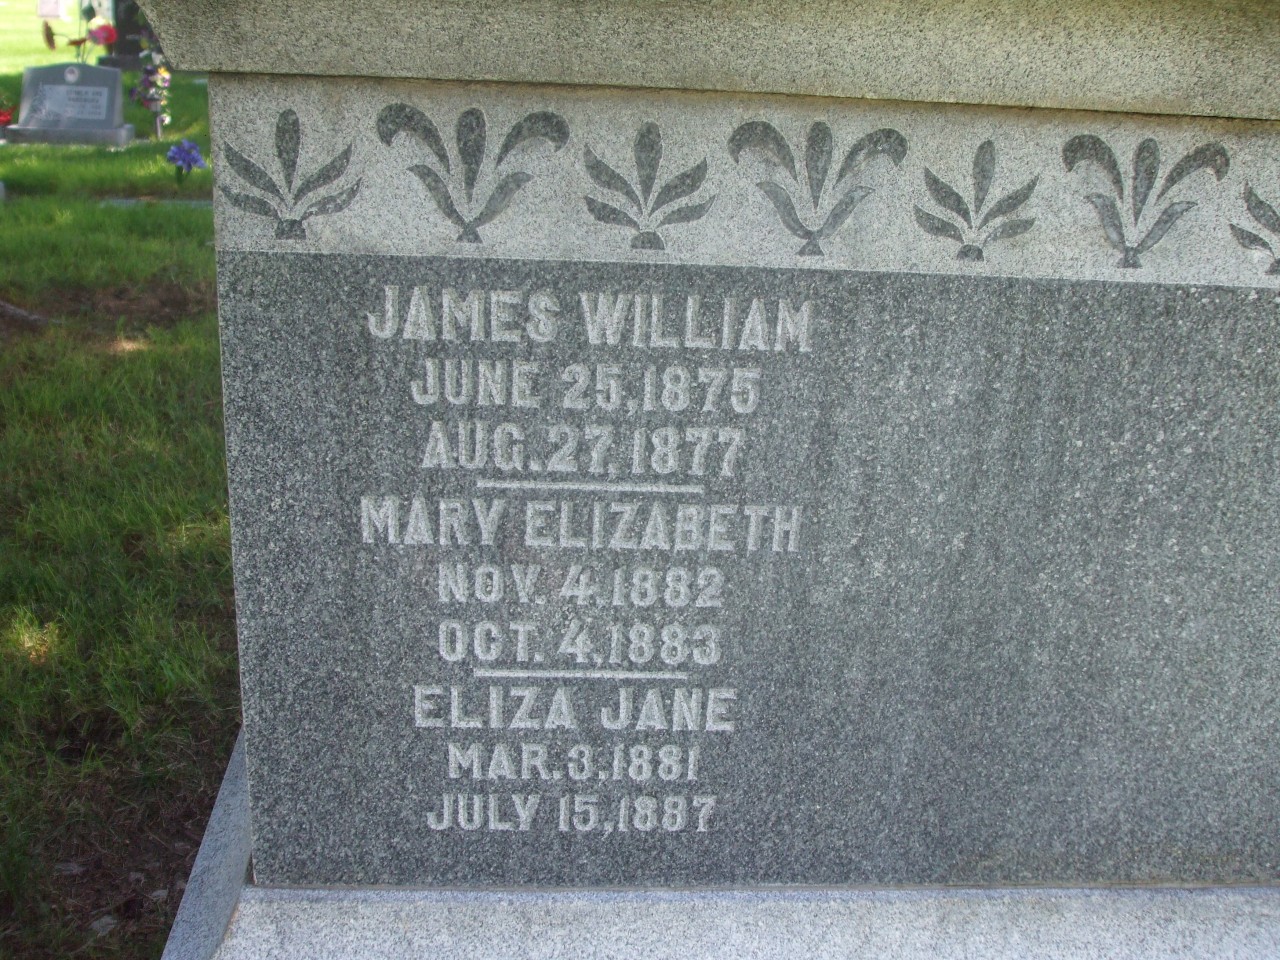 JAMES WILLIAM
JUNE 25, 1875
AUG. 27, 1877
MARY ELIZABETH
NOV. 4, 1882
OCT. 4, 1883
ELIZA JANE
MAR. 3, 1881
JULY 15, 1887